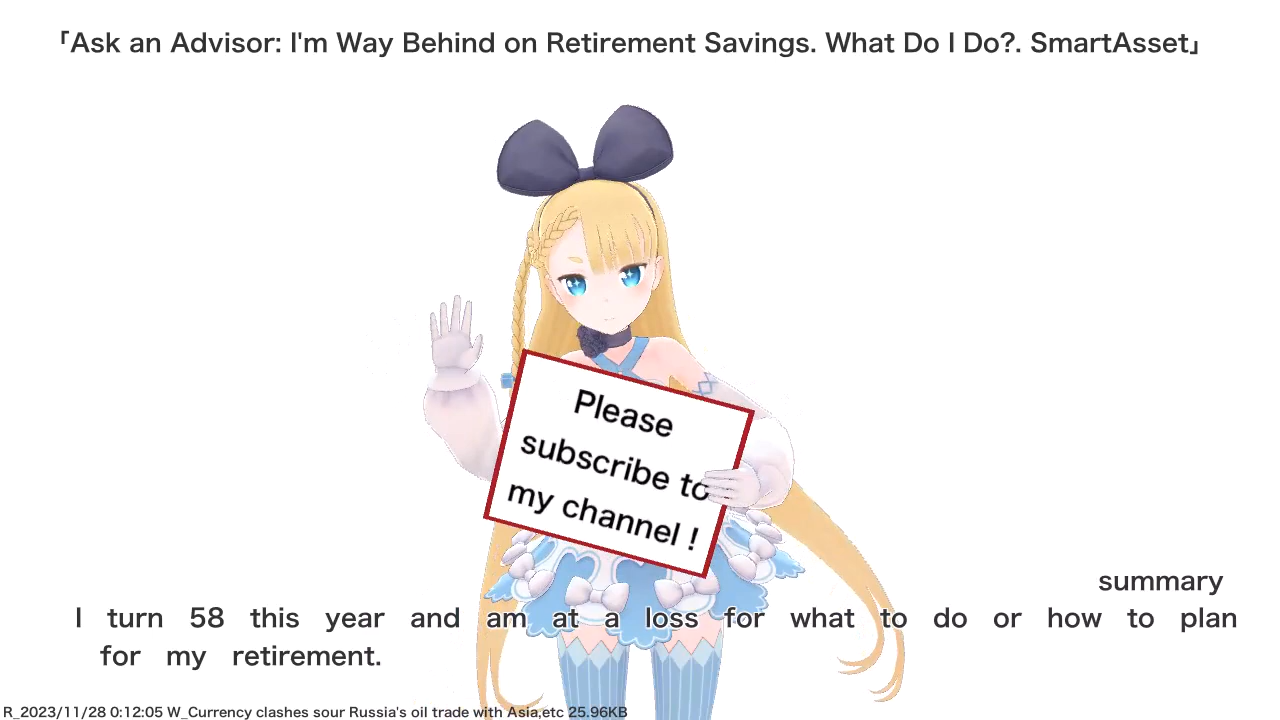 「Ask an Advisor: I'm Way Behind on Retirement Savings. What Do I Do?. SmartAsset」
Please
subscribe to
my channel !
summary
I turn 58 this year and am at a loss for what to do or how to plan
for my retirement.
R_2023/11/28 0:12:05 W_Currency clashes sour Russia's oil trade with Asia,etc 25.96KB